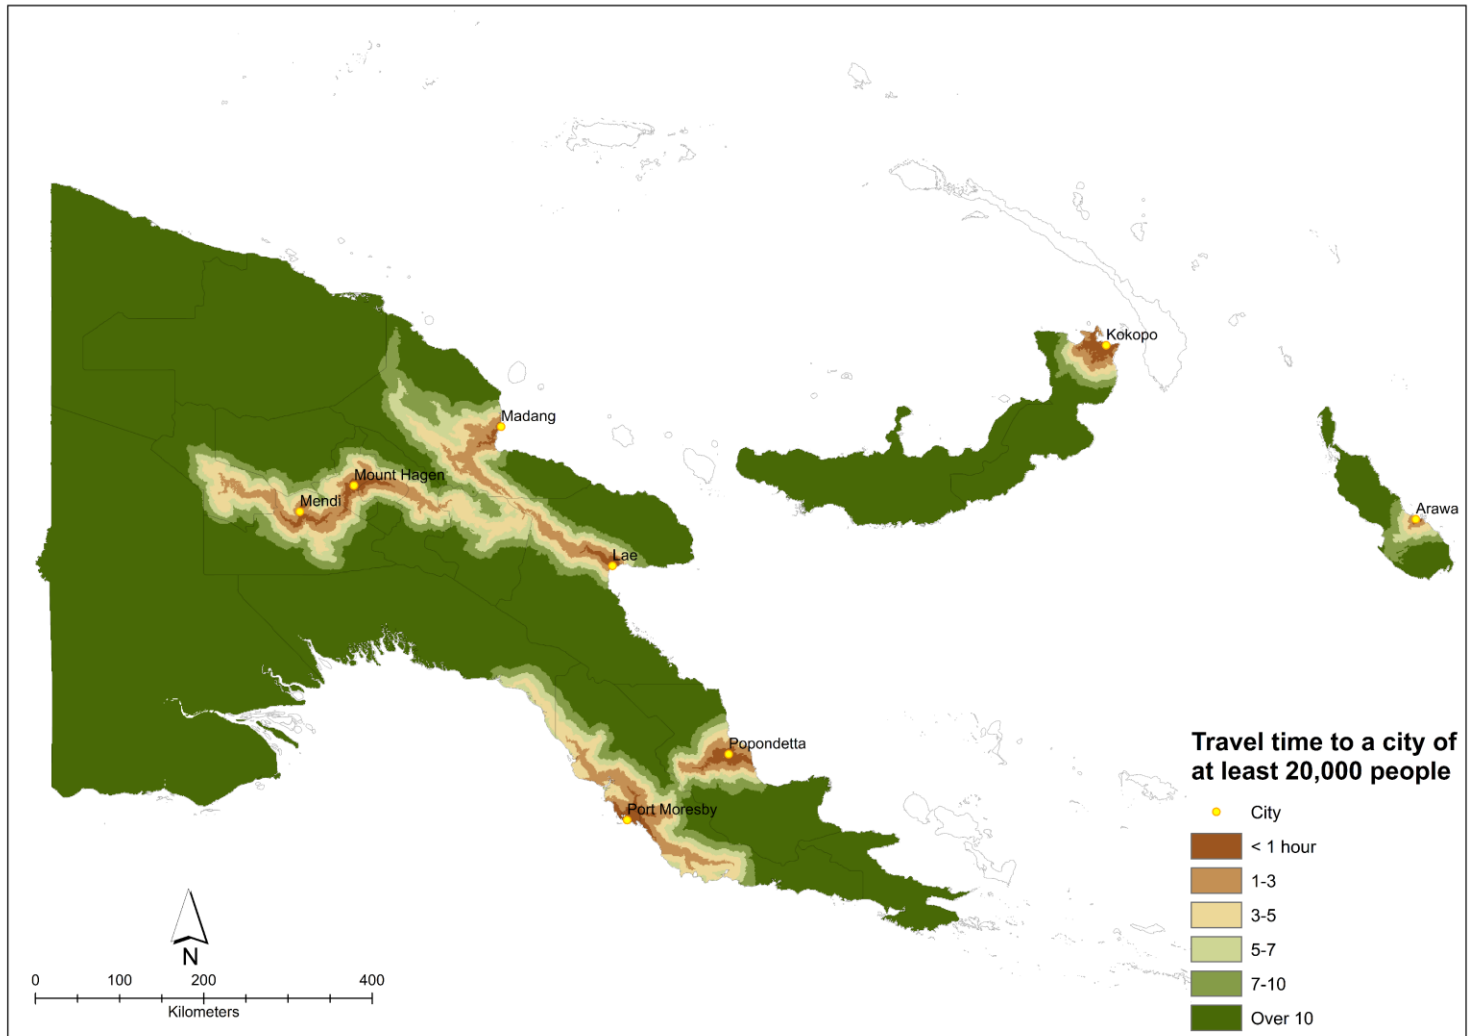 Kokopo
Madang
Mount Hagen
Mendi
Arawa
Lae
Popondetta
Port Moresby
Travel time to a city of
at least 20,000 people
City
< 1 hour
1-3
3-5
5-7
7-10
Over 10
N
0 100 200 400
Kilometers